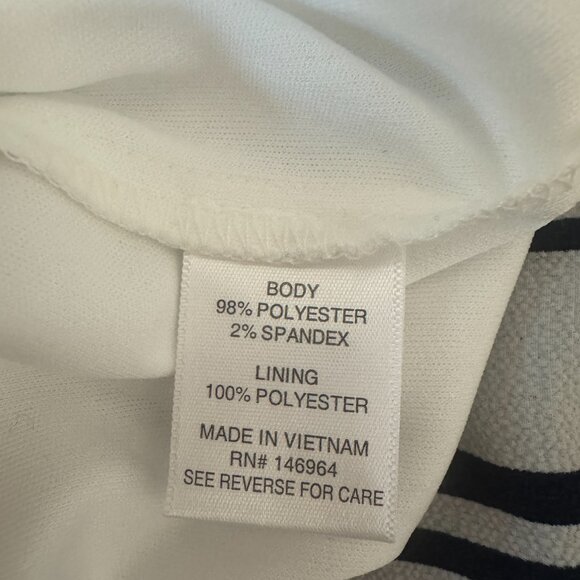 BODY
98% POLYESTER
2% SPANDEX
LINING
100% POLYESTER
MADE IN VIETNAM
RN# 146964
SEE REVERSE FOR CARE